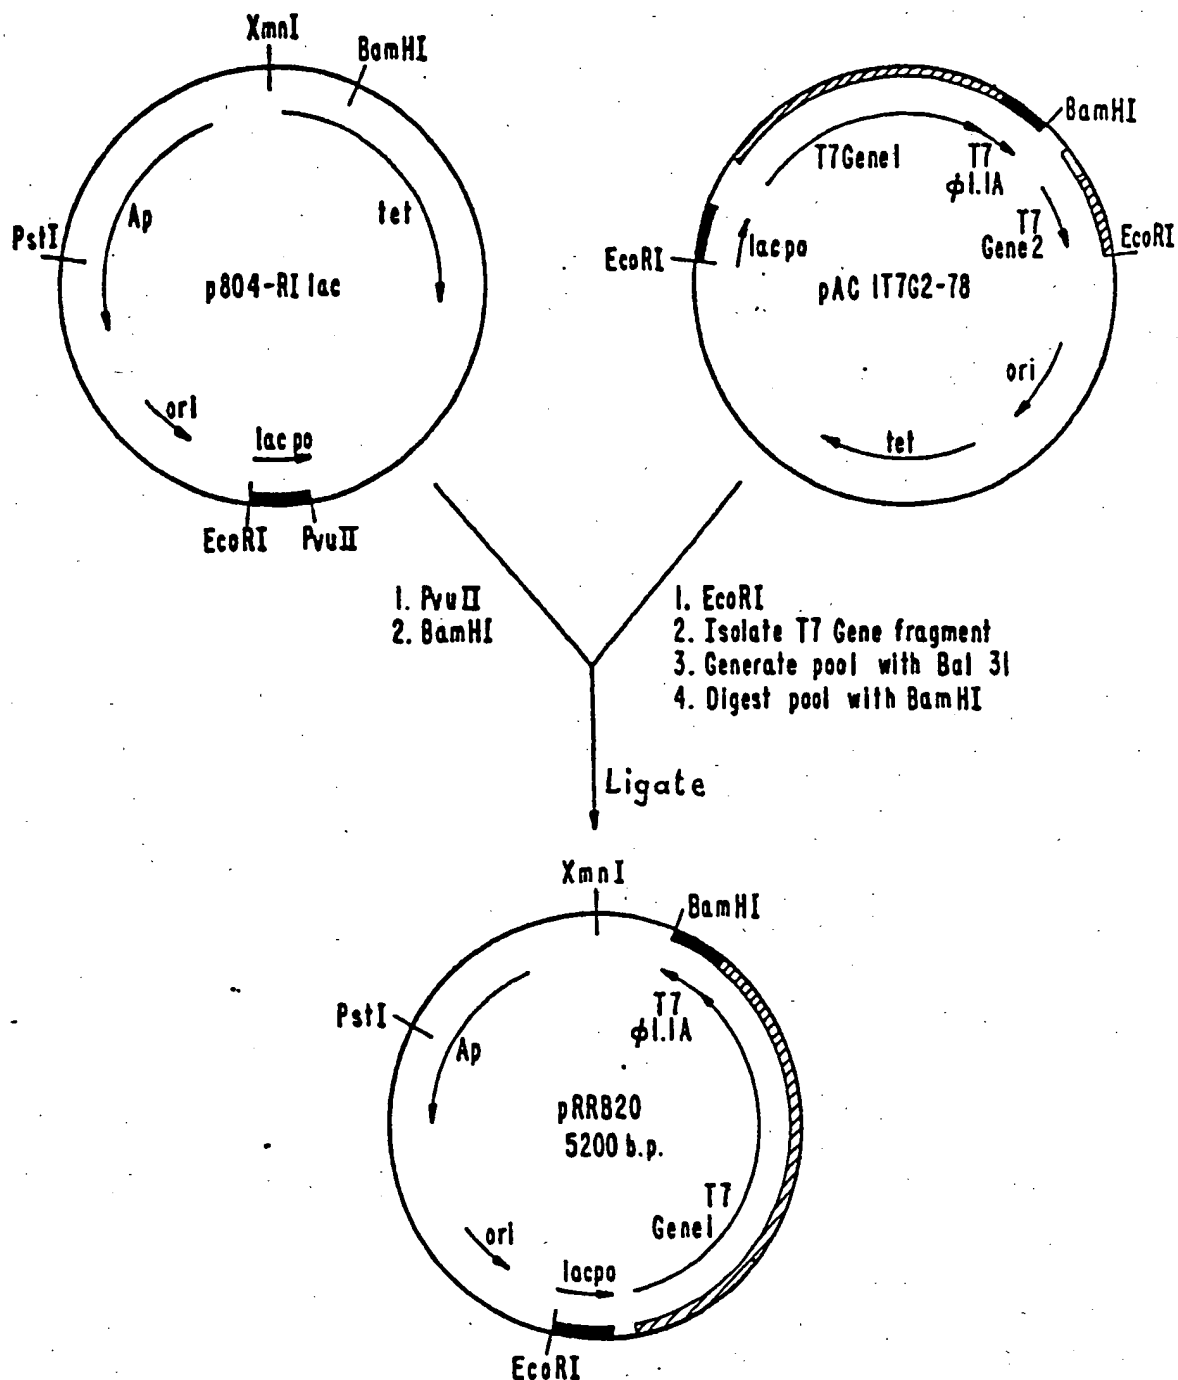 XmnI
BamHI
Ap
tet
PstI
p804-RI lac
ori
lac po
EcoRI
PvuII
BamHI
T7Gene1
T7
ϕ1.1A
T7
Gene2
EcoRI
lacpo
EcoRI
pAC 1T7G2-78
ori
tet
1. PvuII
2. BamHI
1. EcoRI
2. Isolate T7 Gene fragment
3. Generate pool with Bal 31
4. Digest pool with BamHI
Ligate
XmnI
BamHI
PstI
Ap
T7
ϕ1.1A
pRRB20
5200 b.p.
T7
Gene1
ori
lacpo
EcoRI